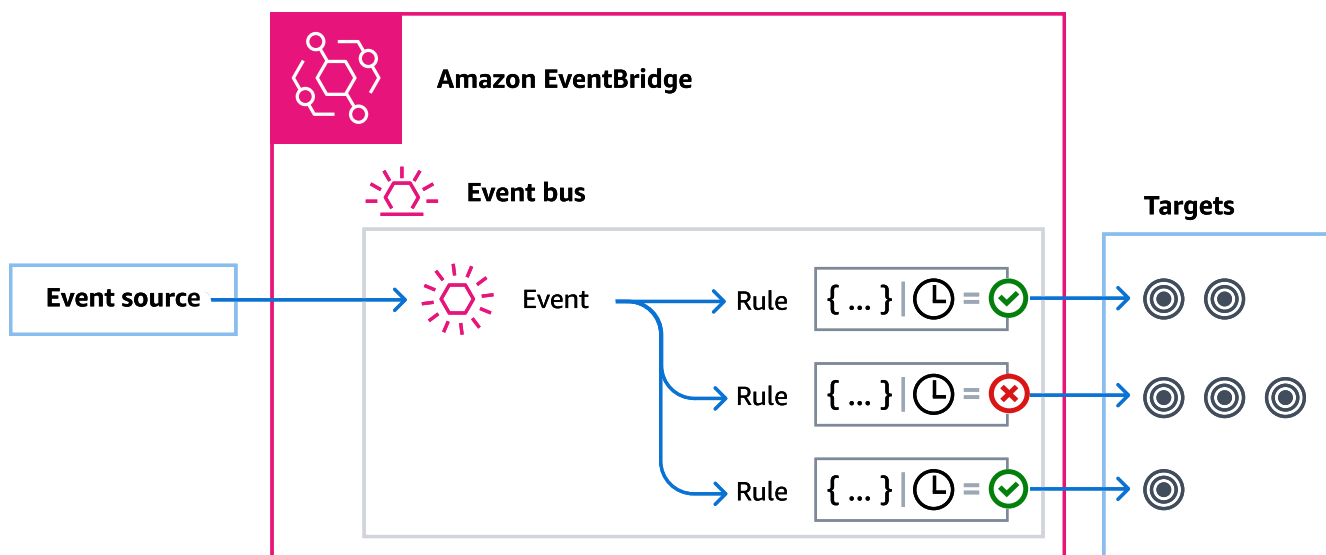 Amazon EventBridge
Event bus
Targets
Event source
Event
Rule
{ ... } | =
Rule
{ ... } | =
Rule
{ ... } | =